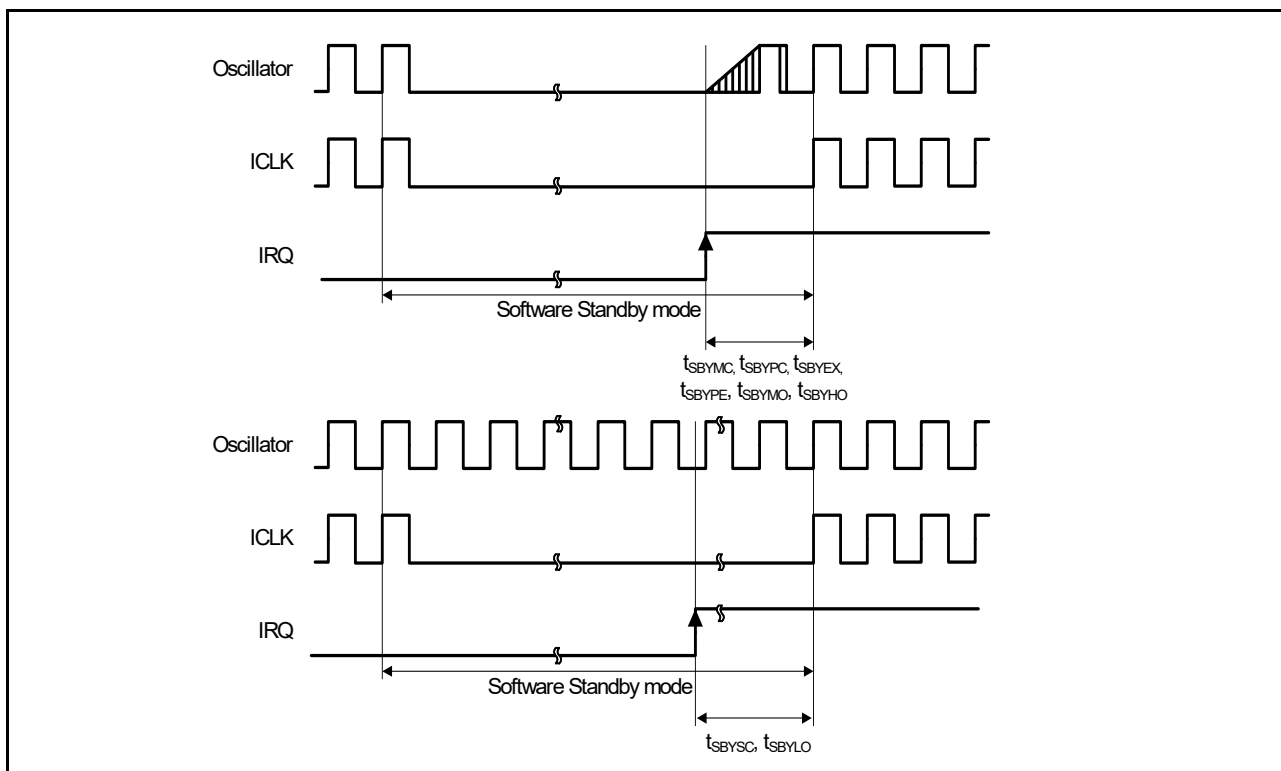 Oscillator
ICLK
IRQ
Software Standby mode
tSBYMC, tSBYPC, tSBYEX,
tSBYPE, tSBYMO, tSBYHO
Oscillator
ICLK
IRQ
Software Standby mode
tSBYSC, tSBYLO